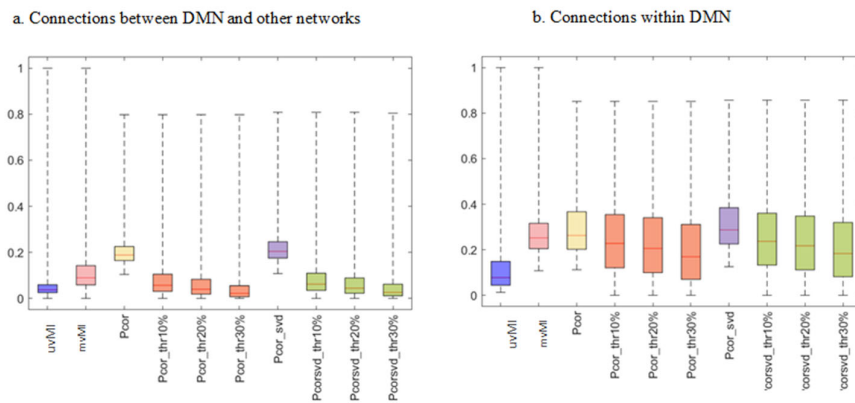 a. Connections between DMN and other networks
1
0.8
0.6
0.4
0.2
0
uvMI
mvMI
Pcor
Pcor_thr10%
Pcor_thr20%
Pcor_thr30%
Pcor_svd
Pcorsvd_thr10%
Pcorsvd_thr20%
Pcorsvd_thr30%
b. Connections within DMN
1
0.8
0.6
0.4
0.2
0
uvMI
mvMI
Pcor
Pcor_thr10%
Pcor_thr20%
Pcor_thr30%
Pcor_svd
'corsvd_thr10%
'corsvd_thr20%
'corsvd_thr30%